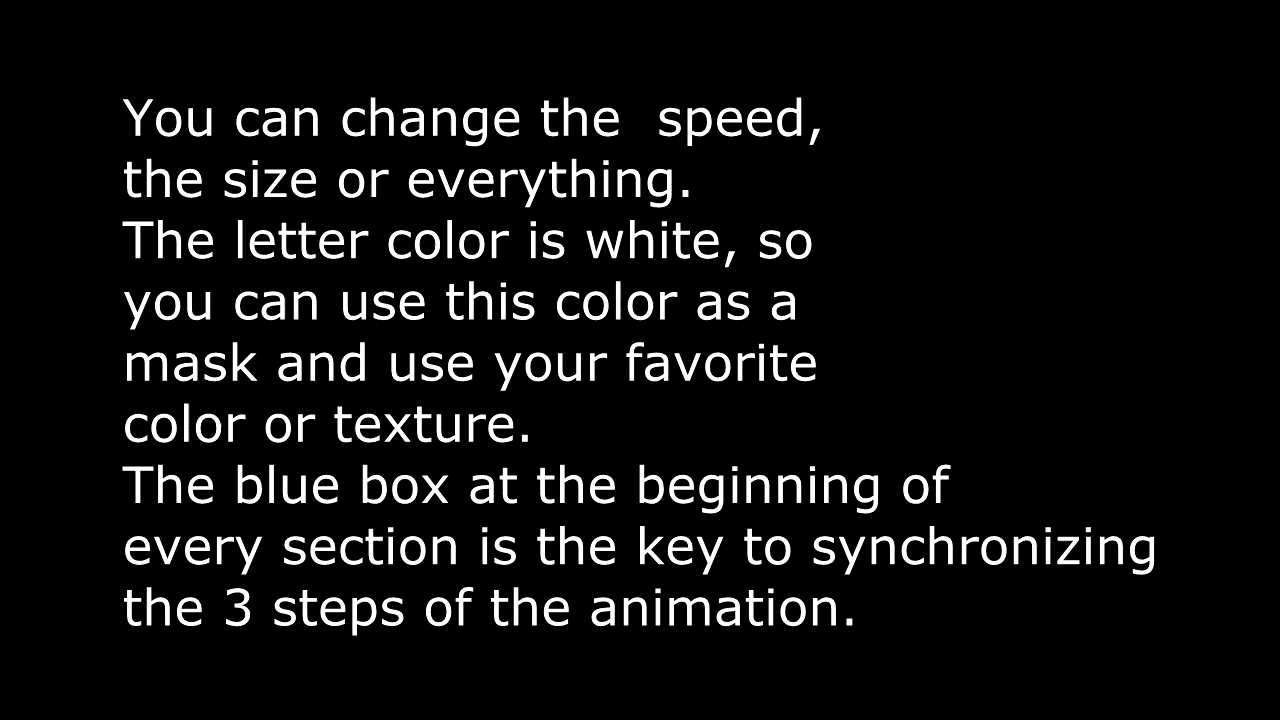 You can change the  speed,
the size or everything.
The letter color is white, so
you can use this color as a
mask and use your favorite
color or texture.
The blue box at the beginning of
every section is the key to synchronizing
the 3 steps of the animation.